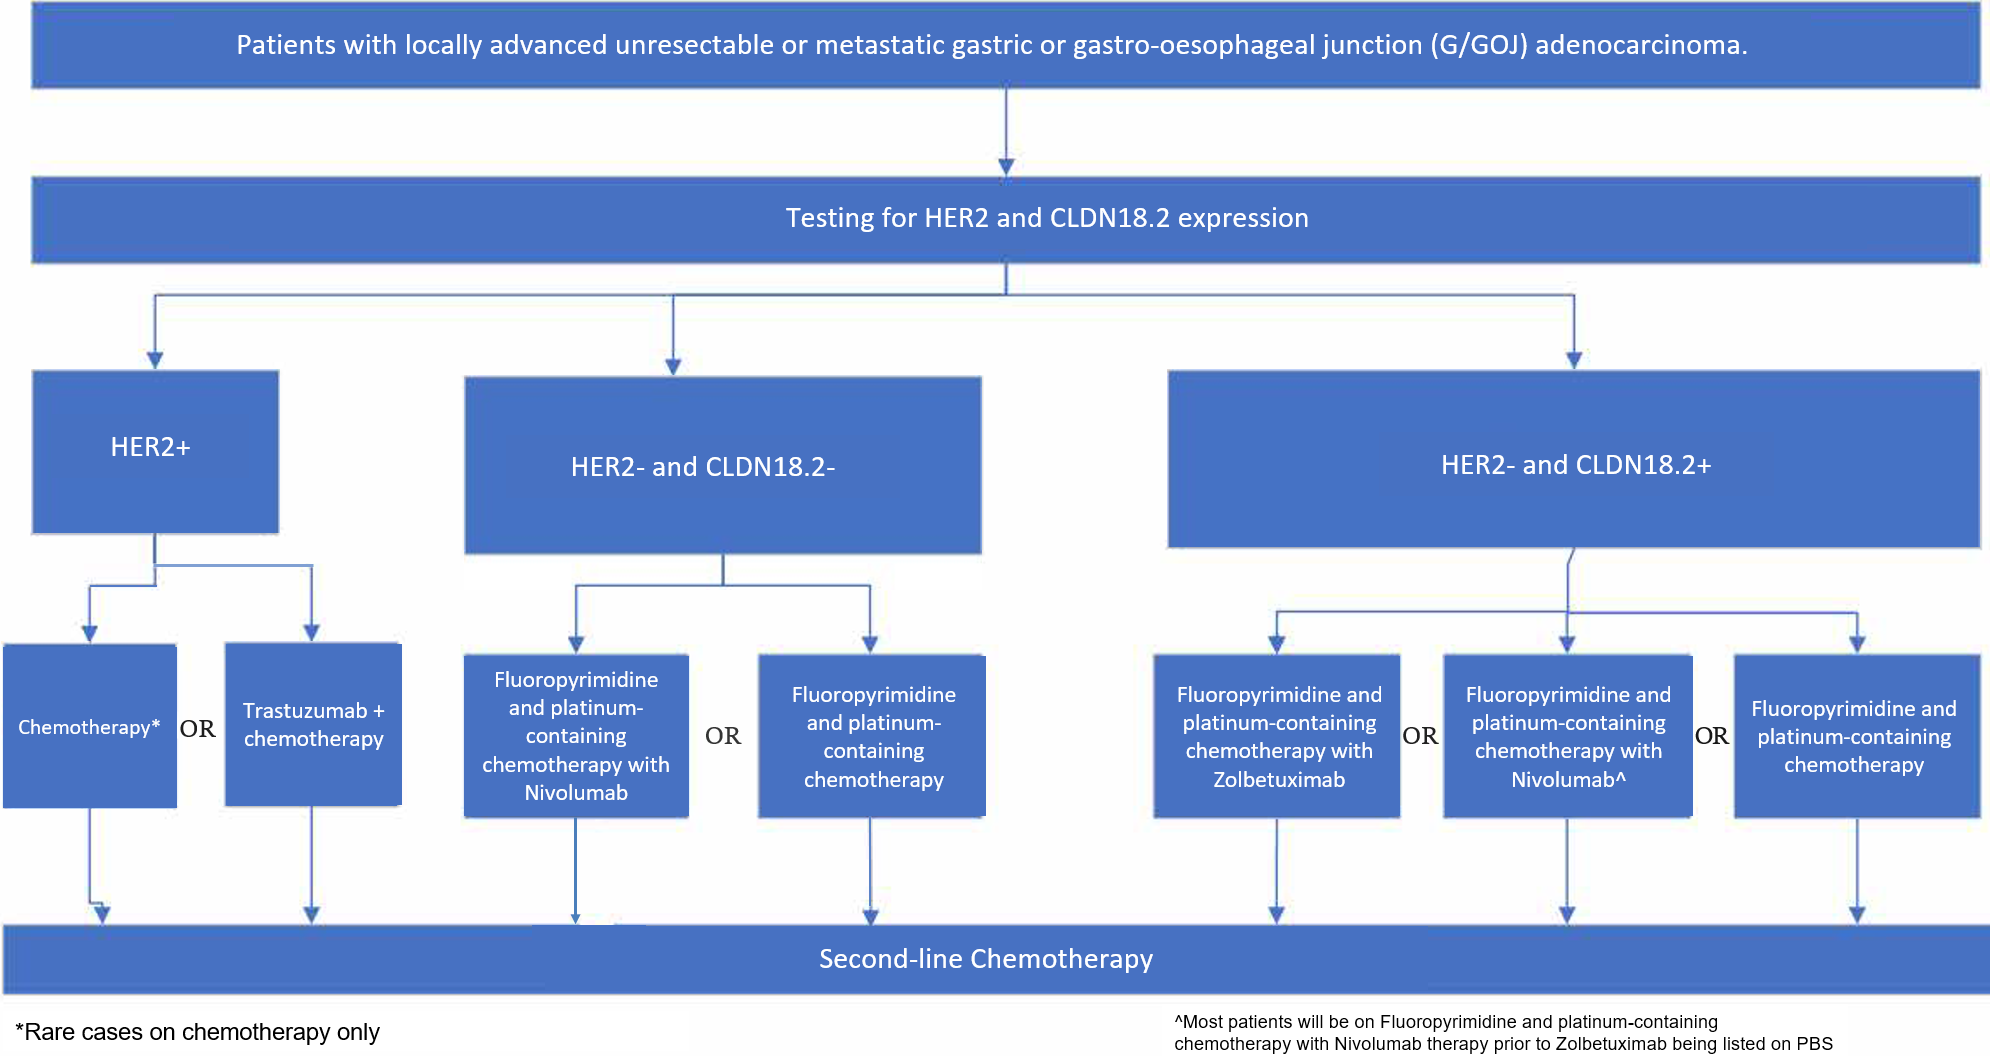 Patients with locally advanced unresectable or metastatic gastric or gastro-oesophageal junction (G/GOJ) adenocarcinoma.
Testing for HER2 and CLDN18.2 expression
HER2+
HER2- and CLDN18.2-
HER2- and CLDN18.2+
Chemotherapy*
OR
Trastuzumab +
chemotherapy
Fluoropyrimidine
and platinum-
containing
chemotherapy with
Nivolumab
OR
Fluoropyrimidine
and platinum-
containing
chemotherapy
Fluoropyrimidine and
platinum-containing
chemotherapy with
Zolbetuximab
OR
Fluoropyrimidine and
platinum-containing
chemotherapy with
Nivolumab^
OR
Fluoropyrimidine and
platinum-containing
chemotherapy
Second-line Chemotherapy
*Rare cases on chemotherapy only
^Most patients will be on Fluoropyrimidine and platinum-containing
chemotherapy with Nivolumab therapy prior to Zolbetuximab being listed on PBS